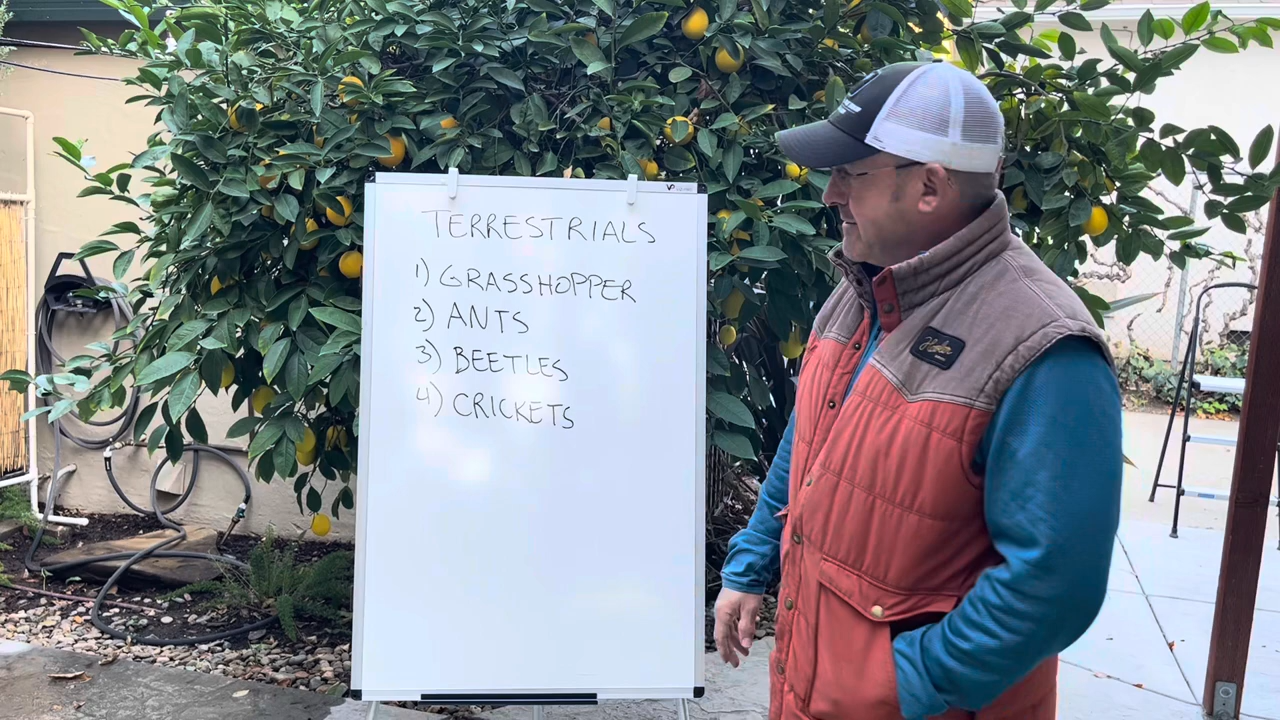 TERRESTRIALS
1) GRASSHOPPER
2) ANTS
3) BEETLES
4) CRICKETS